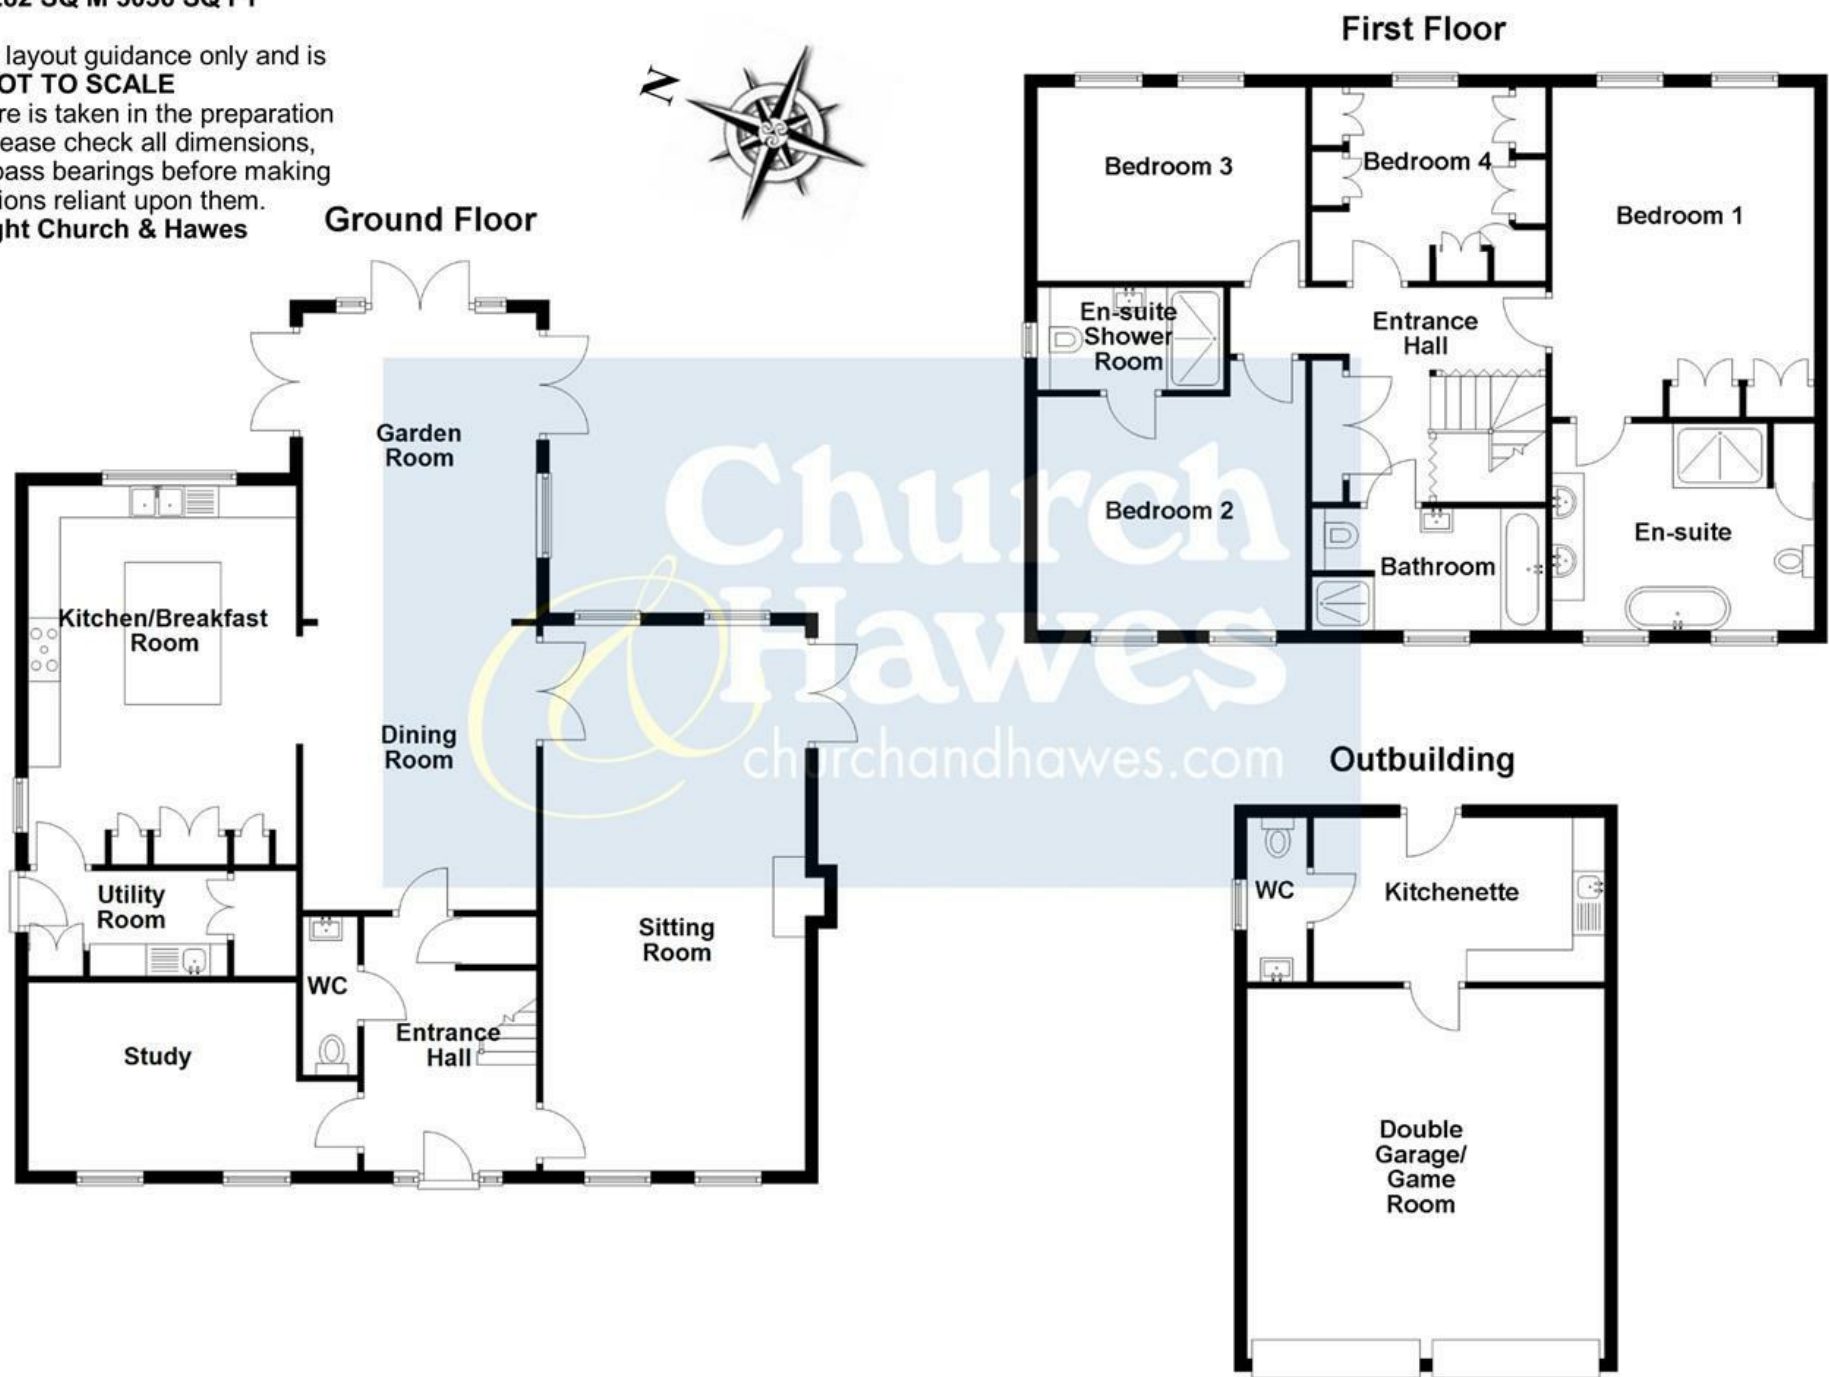 layout guidance only and is
OT TO SCALE
re is taken in the preparation
ease check all dimensions,
pass bearings before making
ions reliant upon them.
ght Church & Hawes
N
Ground Floor
Garden
Room
Kitchen/Breakfast
Room
Dining
Room
Utility
Room
WC
Sitting
Room
Study
Entrance
Hall
First Floor
Bedroom 3
Bedroom 4
Bedroom 1
En-suite
Shower
Room
Entrance
Hall
Bedroom 2
Bathroom
En-suite
Church
& Hawes
churchandhawes.com
Outbuilding
WC
Kitchenette
Double
Garage/
Game
Room